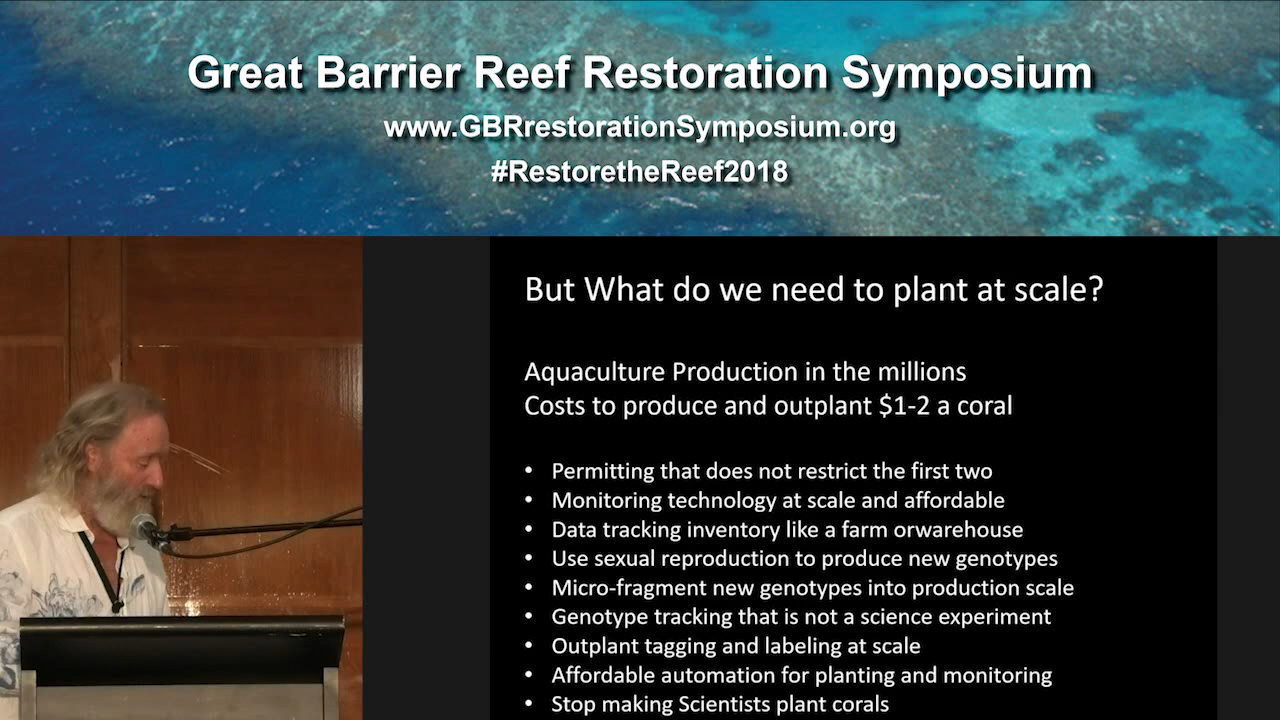 Great Barrier Reef Restoration Symposium
www.GBRrestorationSymposium.org
#RestoretheReef2018
But What do we need to plant at scale?
Aquaculture Production in the millions
Costs to produce and outplant $1-2 a coral
• Permitting that does not restrict the first two
• Monitoring technology at scale and affordable
• Data tracking inventory like a farm orwarehouse
• Use sexual reproduction to produce new genotypes
• Micro-fragment new genotypes into production scale
• Genotype tracking that is not a science experiment
• Outplant tagging and labeling at scale
• Affordable automation for planting and monitoring
• Stop making Scientists plant corals